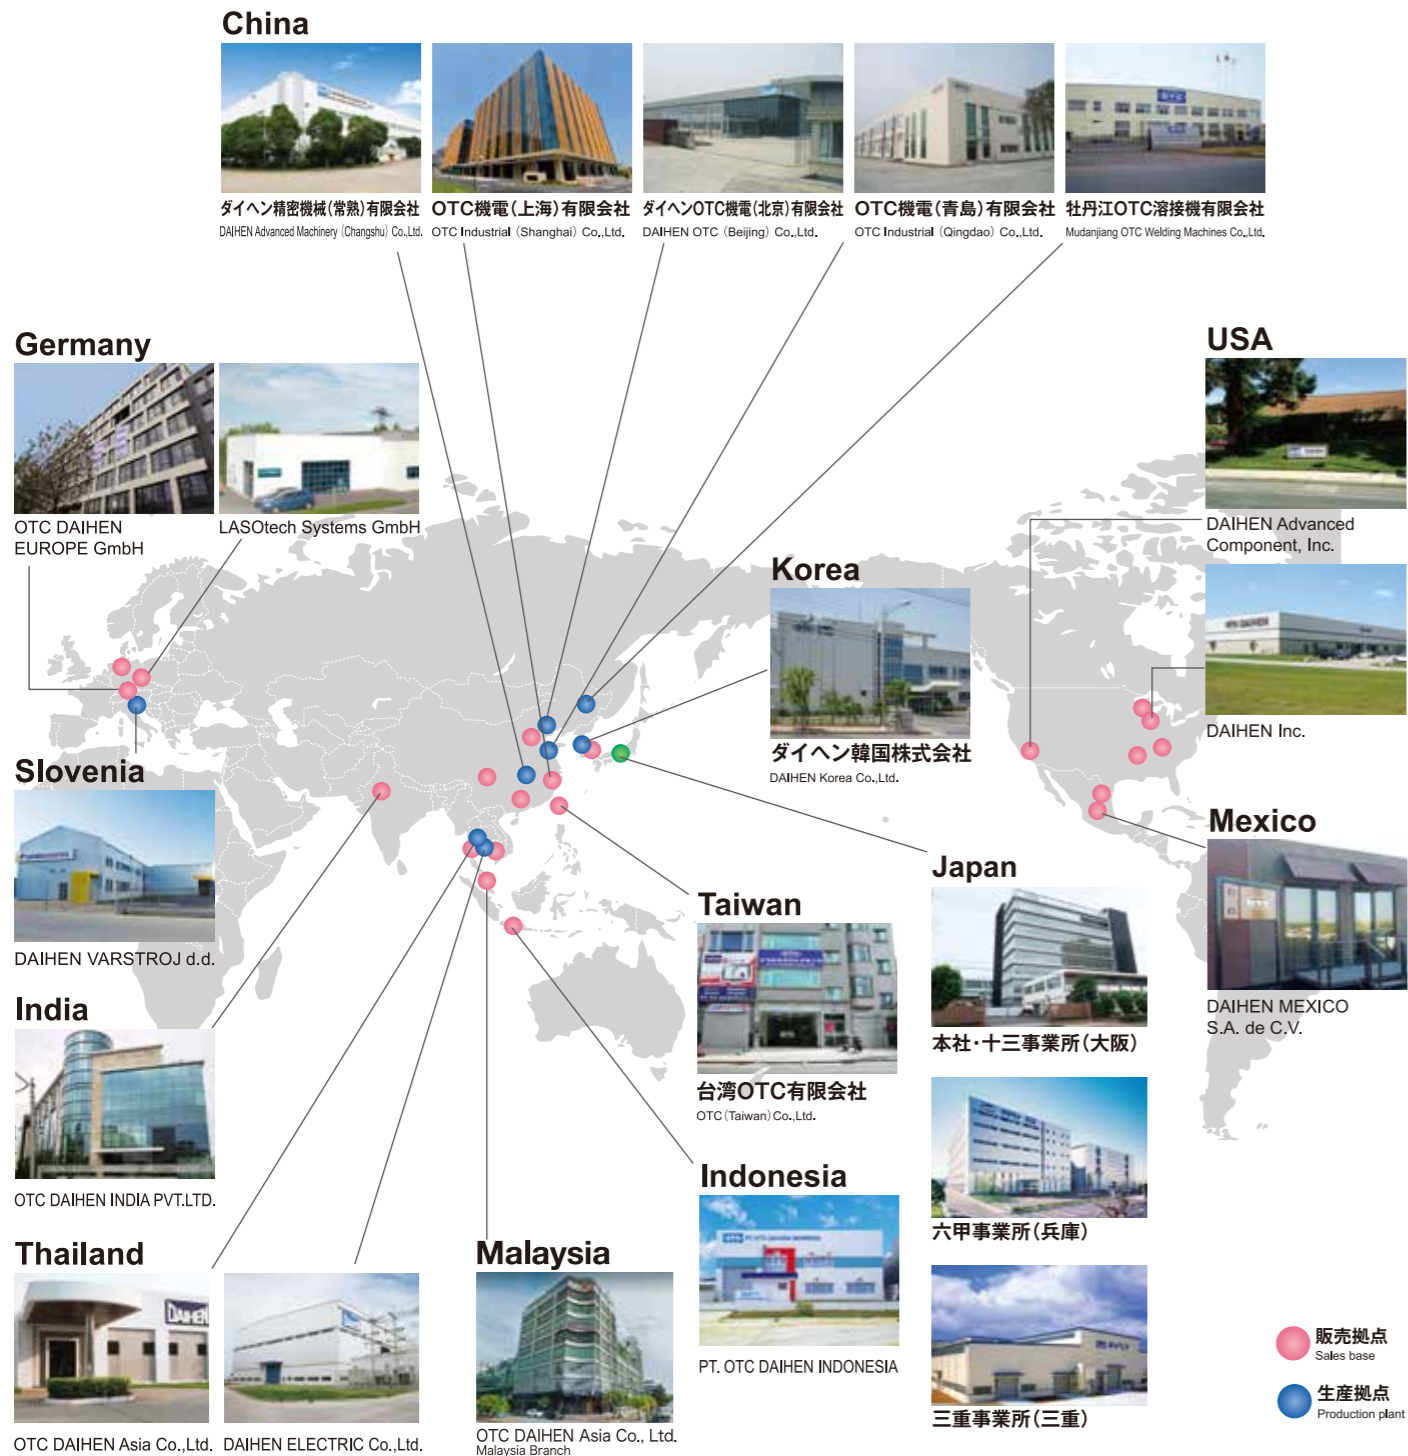 China
ダイヘン精密機械(常熟)有限会社
DAIHEN Advanced Machinery (Changshu) Co.,Ltd.
OTC機電(上海)有限会社
OTC Industrial (Shanghai) Co.,Ltd.
ダイヘンOTC機電(北京)有限会社
DAIHEN OTC (Beijing) Co.,Ltd.
OTC機電(青島)有限会社
OTC Industrial (Qingdao) Co.,Ltd.
牡丹江OTC溶接機有限会社
Mudanjiang OTC Welding Machines Co.,Ltd.
Germany
OTC DAIHEN
EUROPE GmbH
LASOtech Systems GmbH
USA
DAIHEN Advanced
Component, Inc.
DAIHEN
DAIHEN Inc.
Korea
ダイヘン韓国株式会社
DAIHEN Korea Co.,Ltd.
Slovenia
DAIHEN VARSTROJ d.d.
Mexico
DAIHEN MEXICO
S.A. de C.V.
Japan
本社・十三事業所(大阪)
六甲事業所(兵庫)
三重事業所(三重)
Taiwan
台湾OTC有限会社
OTC(Taiwan)Co.,Ltd.
India
OTC DAIHEN INDIA PVT.LTD.
Indonesia
PT. OTC DAIHEN INDONESIA
Thailand
DAIHEN
OTC DAIHEN Asia Co.,Ltd.
DAIHEN ELECTRIC Co.,Ltd.
Malaysia
OTC DAIHEN Asia Co., Ltd.
Malaysia Branch
販売拠点
Sales base
生産拠点
Production plant